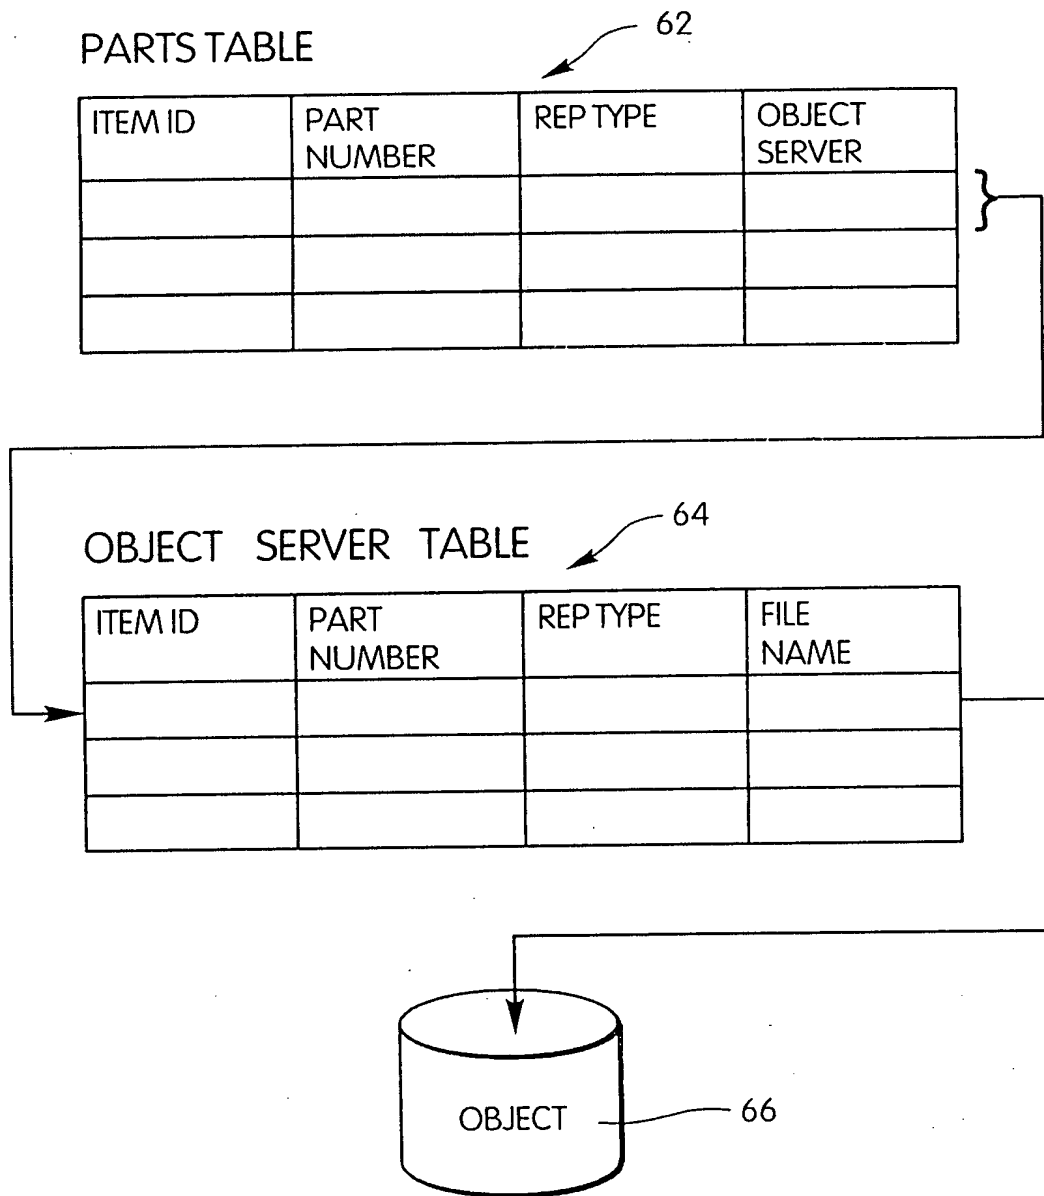 62
PARTS TABLE
ITEM ID
PART
NUMBER
REP TYPE
OBJECT
SERVER
64
OBJECT SERVER TABLE
ITEM ID
PART
NUMBER
REP TYPE
FILE
NAME
OBJECT
66